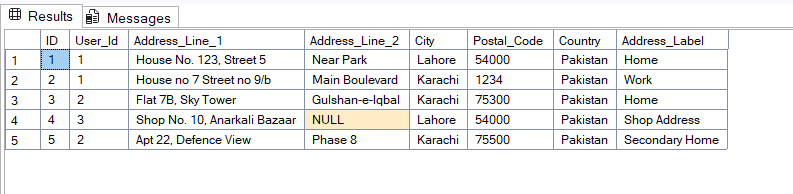 Results Messages
ID User_Id Address_Line_1 Address_Line_2 City Postal_Code Country Address_Label
1 1 1 House No. 123, Street 5 Near Park Lahore 54000 Pakistan Home
2 2 1 House no 7 Street no 9/b Main Boulevard Karachi 1234 Pakistan Work
3 3 2 Flat 7B, Sky Tower Gulshan-e-Iqbal Karachi 75300 Pakistan Home
4 4 3 Shop No. 10, Anarkali Bazaar NULL Lahore 54000 Pakistan Shop Address
5 5 2 Apt 22, Defence View Phase 8 Karachi 75500 Pakistan Secondary Home